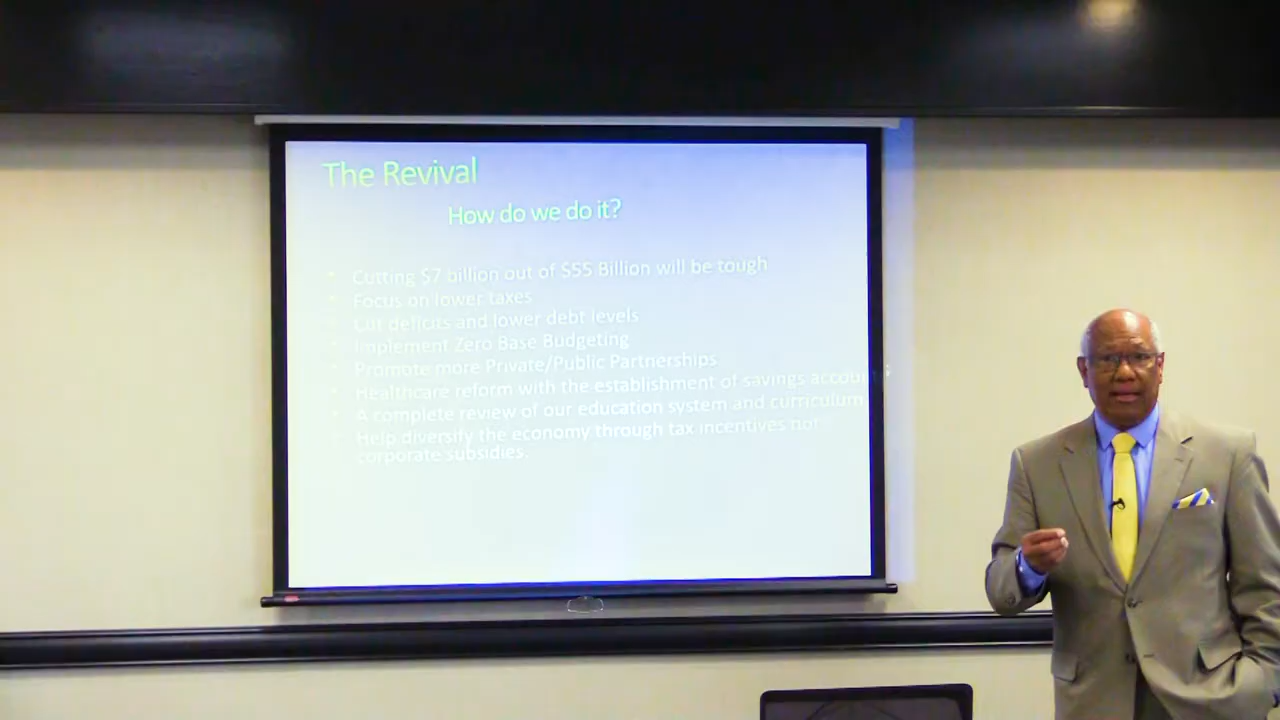 The Revival
How do we do it?
Cutting $7 billion out of $55 Billion will be tough
Focus on lower taxes
Cut deficits and lower debt levels
Implement Zero Base Budgeting
Promote more Private/Public Partnerships
Healthcare reform with the establishment of savings accounts
A complete review of our education system and curriculum
Help diversify the economy through tax incentives not
corporate subsidies.